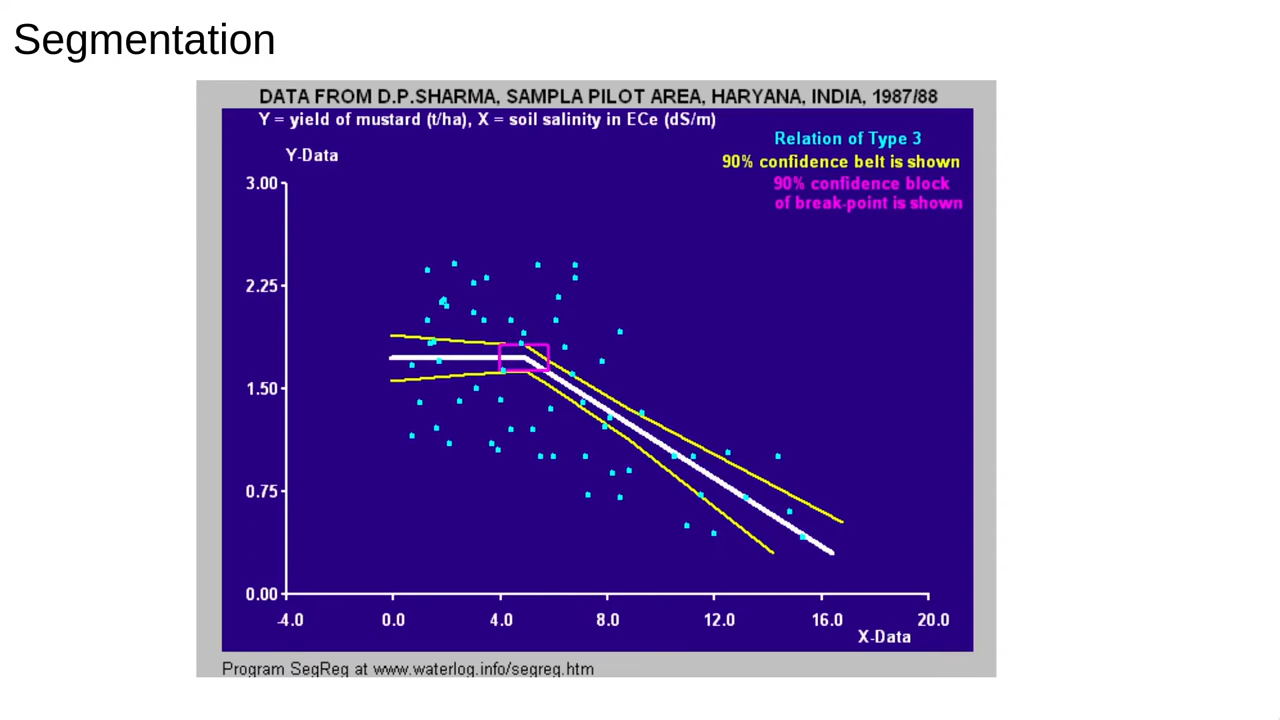 Segmentation
DATA FROM D.P.SHARMA, SAMPLA PILOT AREA, HARYANA, INDIA, 1987/88
Y = yield of mustard (t/ha), X = soil salinity in ECe (dS/m)
Relation of Type 3
Y-Data
90% confidence belt is shown
90% confidence block
of break-point is shown
3.00
2.25
1.50
0.75
0.00
-4.0 0.0 4.0 8.0 12.0 16.0 20.0
X-Data
Program SegReg at www.waterlog.info/segreg.htm